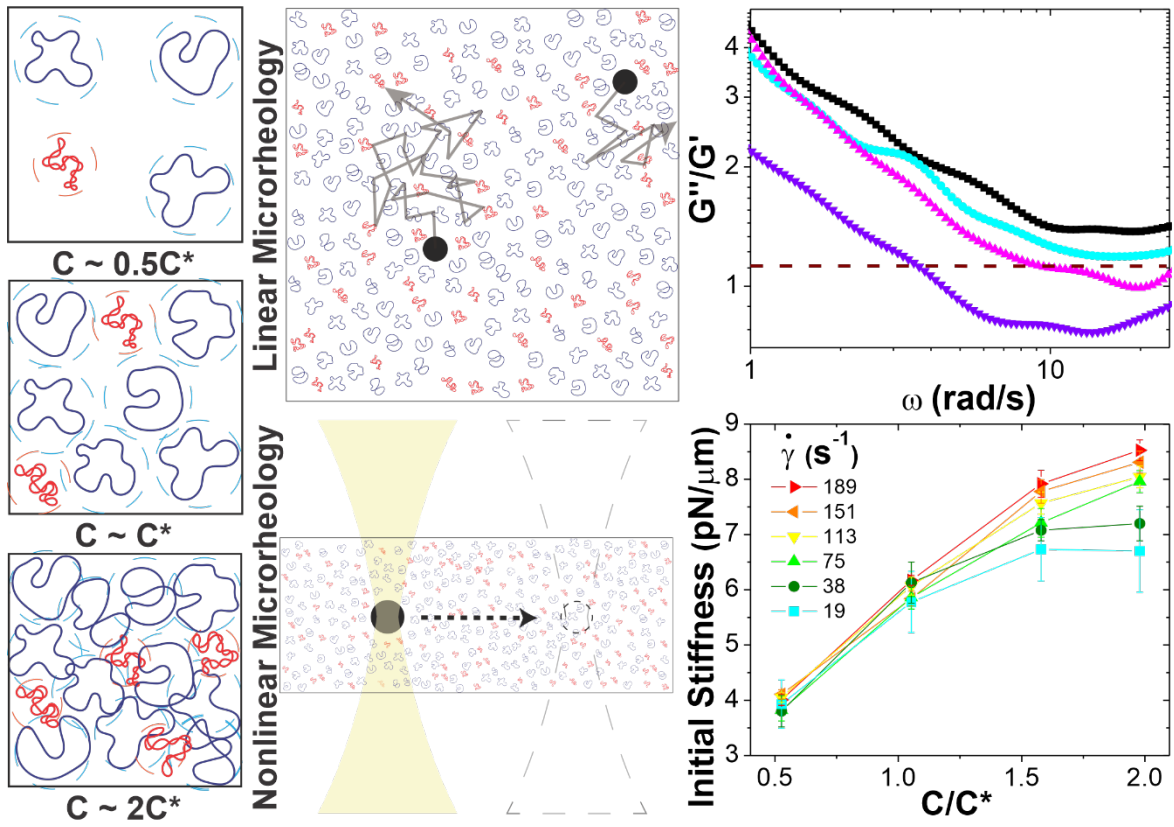 C ~ 0.5C*
C ~ C*
C ~ 2C*
Linear Microrheology
Nonlinear Microrheology
G"/G'
4
3
2
1
1
10
ω (rad/s)
Initial Stiffness (pN/μm)
9
8
7
6
5
4
3
γ̇ (s⁻¹)
189
151
113
75
38
19
0.5
1.0
1.5
2.0
C/C*